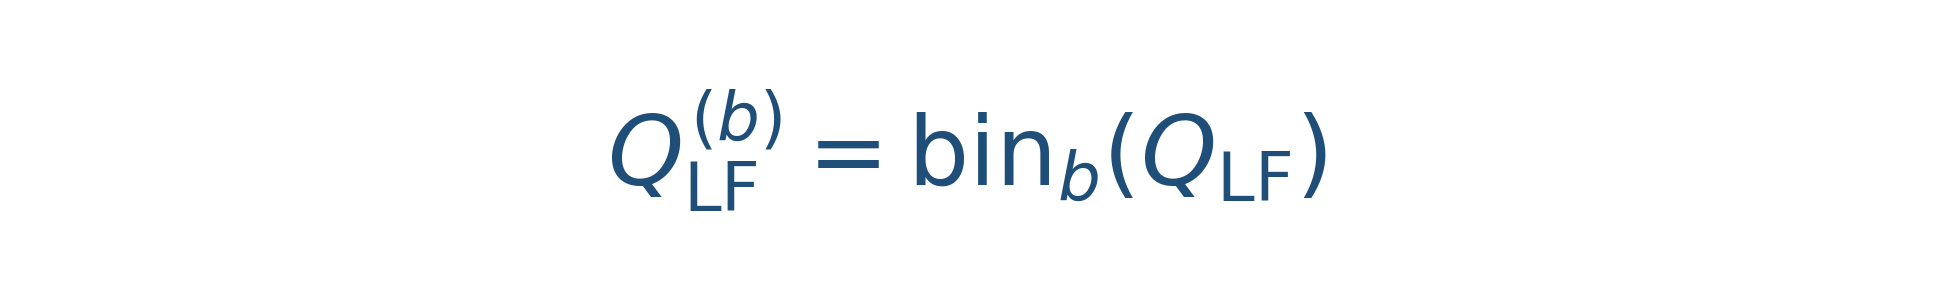 Q_LF^(b) = bin_b(Q_LF)